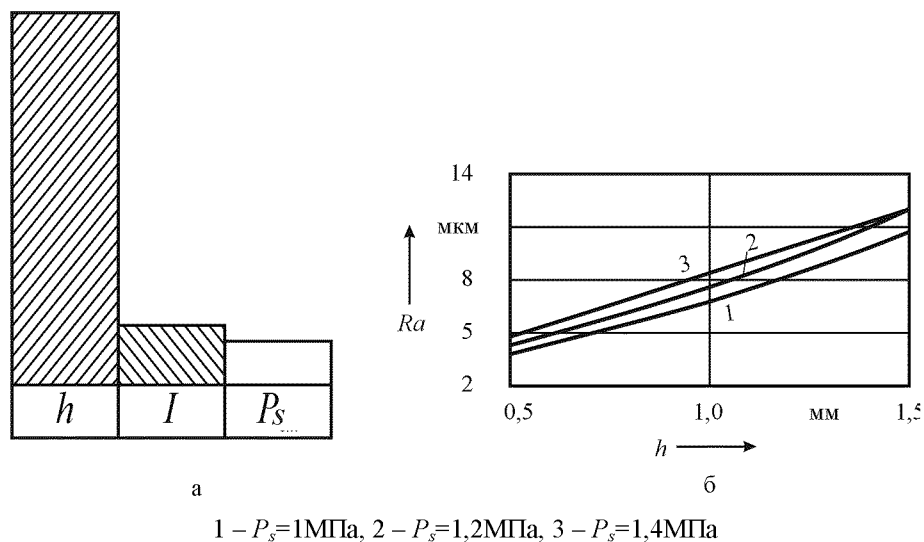 h I Ps
а
14
мкм
8
5
2
Ra
3
2
1
0,5 1,0 мм 1,5
h
б
1 – Ps=1МПа, 2 – Ps=1,2МПа, 3 – Ps=1,4МПа